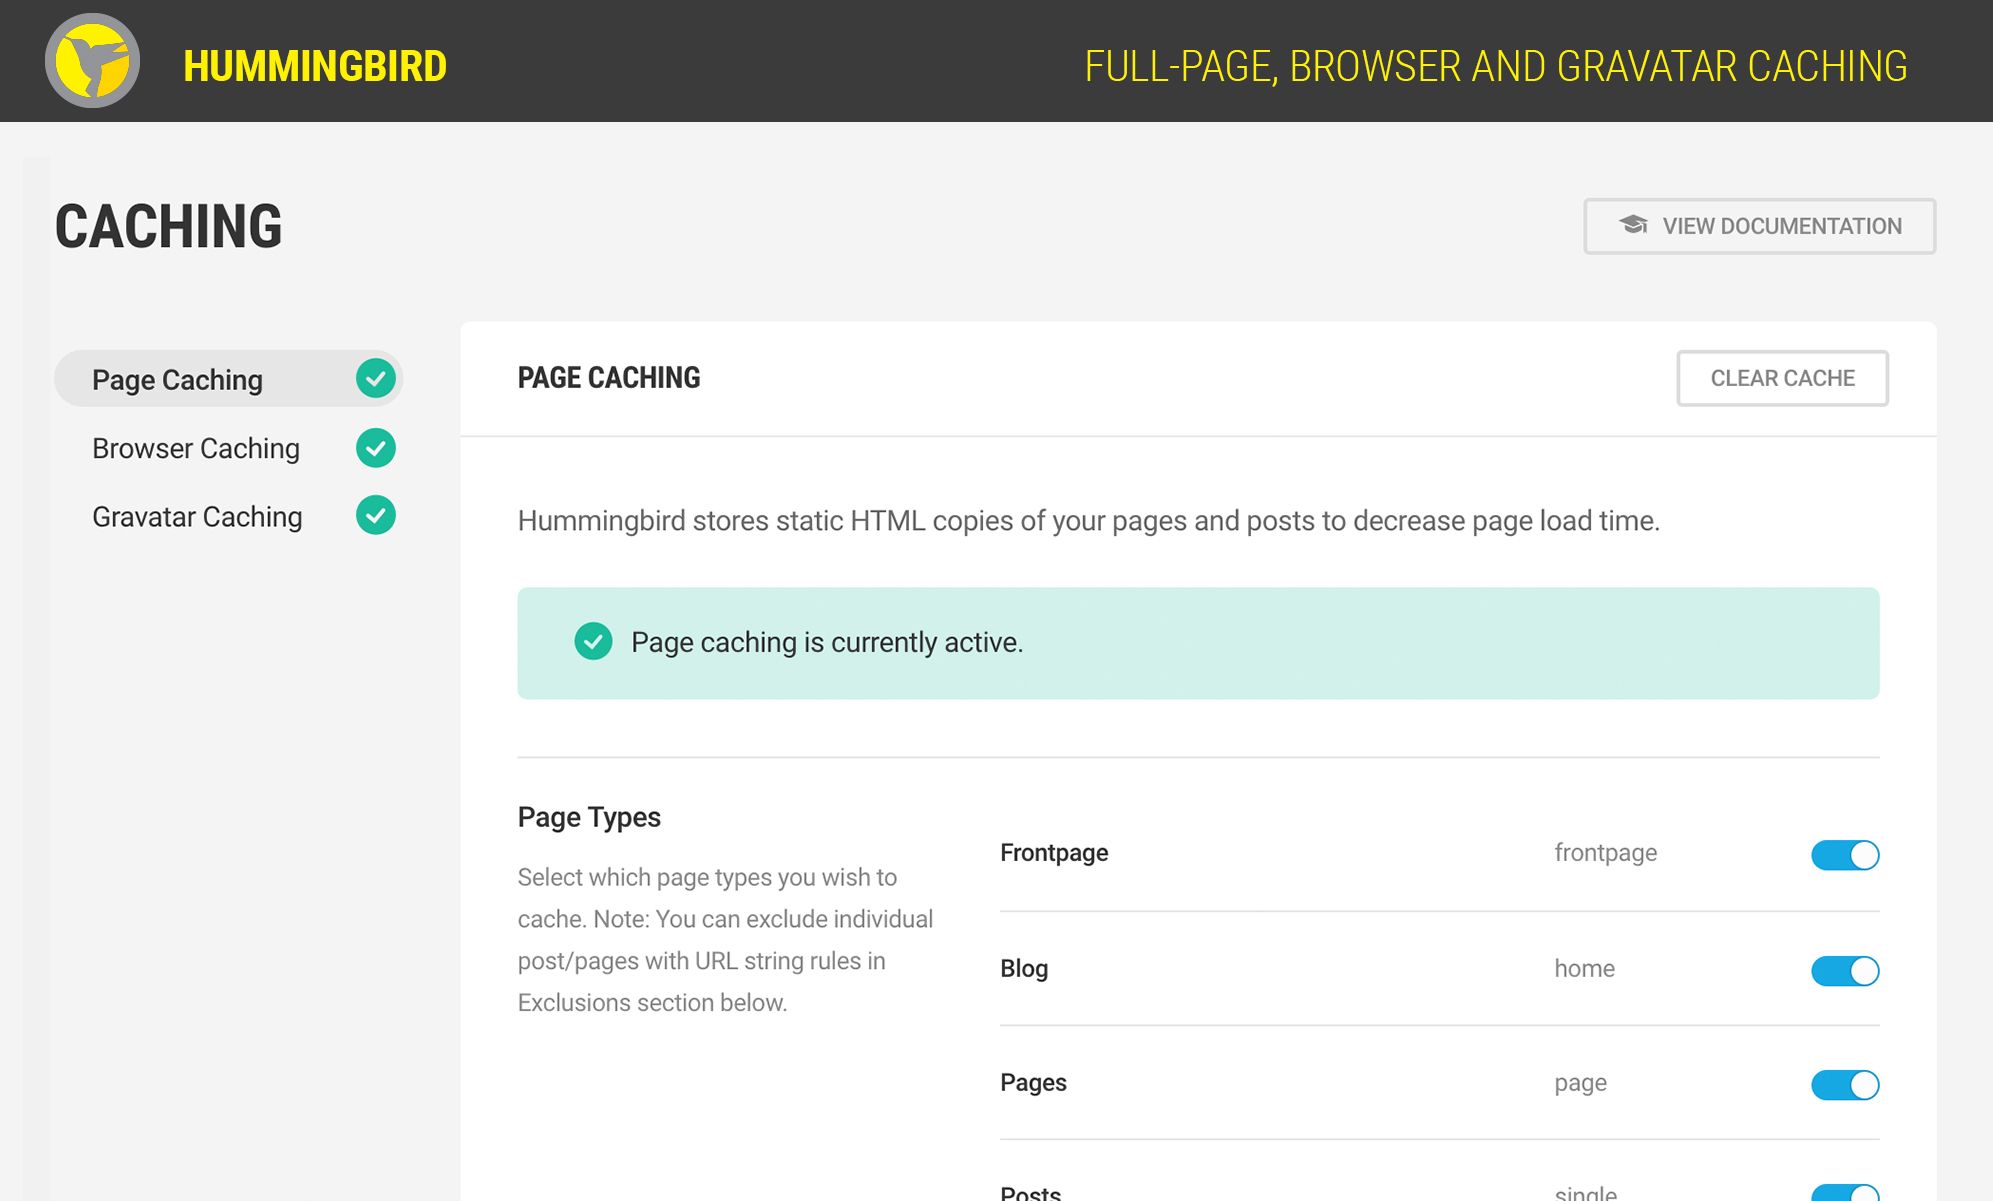 HUMMINGBIRD
FULL-PAGE, BROWSER AND GRAVATAR CACHING
CACHING
VIEW DOCUMENTATION
Page Caching
Browser Caching
Gravatar Caching
PAGE CACHING
CLEAR CACHE
Hummingbird stores static HTML copies of your pages and posts to decrease page load time.
Page caching is currently active.
Page Types
Select which page types you wish to
cache. Note: You can exclude individual
post/pages with URL string rules in
Exclusions section below.
Frontpage frontpage
Blog home
Pages page
Posts single